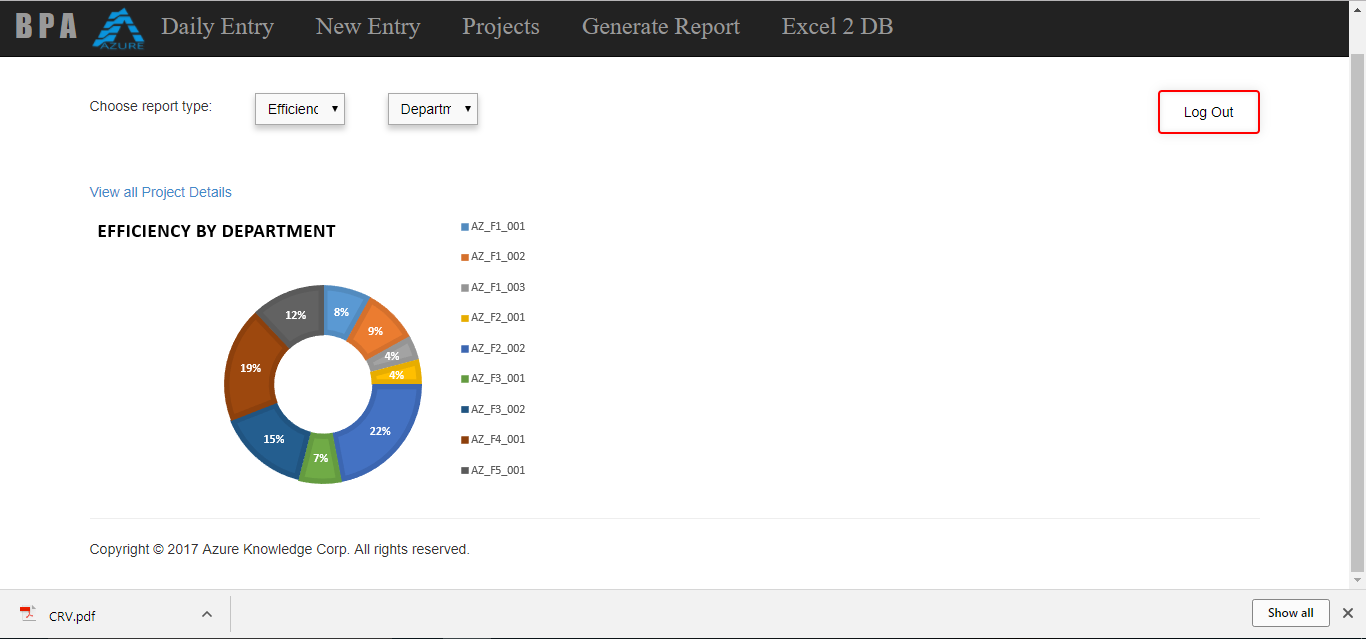 BPA AZURE Daily Entry New Entry Projects Generate Report Excel 2 DB
Choose report type: Efficienc Departm Log Out
View all Project Details
EFFICIENCY BY DEPARTMENT
AZ_F1_001
AZ_F1_002
AZ_F1_003
AZ_F2_001
AZ_F2_002
AZ_F3_001
AZ_F3_002
AZ_F4_001
AZ_F5_001
8%
9%
4%
4%
22%
7%
15%
19%
12%
Copyright © 2017 Azure Knowledge Corp. All rights reserved.
CRV.pdf Show all